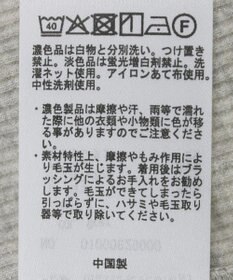 40 F
濃色品は白物と分別洗い。つけ置き
禁止。淡色品は蛍光増白剤禁止。洗
濯ネット使用。アイロンあて布使用。
中性洗剤使用。
・濃色製品は摩擦や汗、雨等で濡れ
た際に他の衣類や小物類に色が移
る事がありますのでご注意くださ
い。
・素材特性上、摩擦やもみ作用によ
り毛玉が生じます。着用後はブラ
ッシングによるお手入れをお勧め
します。毛玉ができてしまったら
引っぱらずに、ハサミや毛玉取り
器等で取り除いてください。
中国製